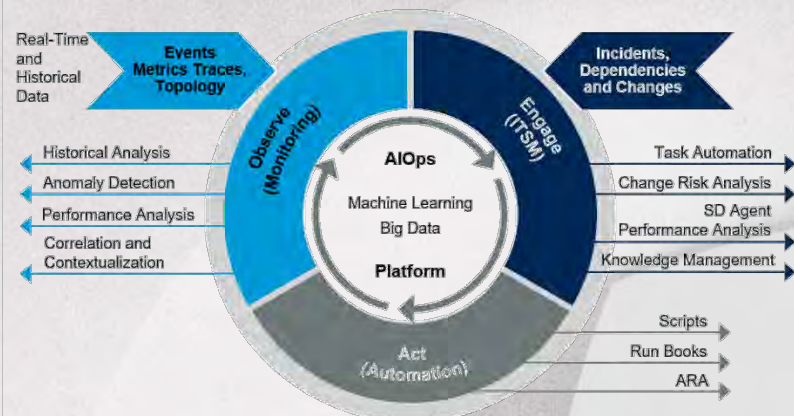 Real-Time
and
Historical
Data
Events
Metrics Traces,
Topology
Incidents,
Dependencies
and Changes
Observe
(Monitoring)
Engage
(ITSM)
Historical Analysis
Anomaly Detection
Performance Analysis
Correlation and
Contextualization
AIOps
Machine Learning
Big Data
Platform
Task Automation
Change Risk Analysis
SD Agent
Performance Analysis
Knowledge Management
Act
(Automation)
Scripts
Run Books
ARA